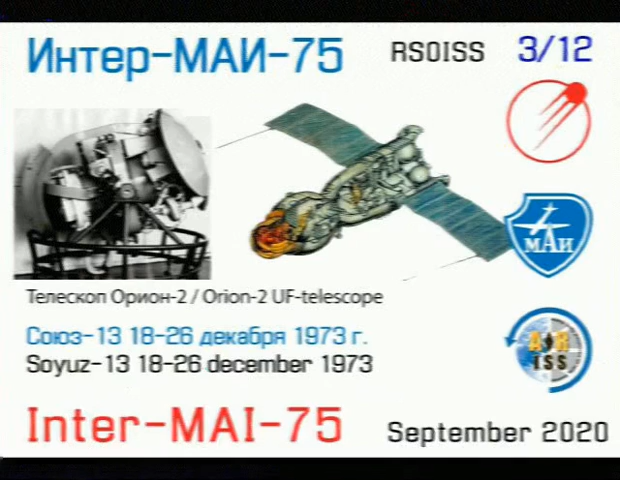 Интер-МАИ-75 RS0ISS 3/12
МАИ
Телескоп Орион-2 / Orion-2 UF-telescope
Союз-13 18-26 декабря 1973 г.
Soyuz-13 18-26 december 1973
ARISS
Inter-MAI-75 September 2020